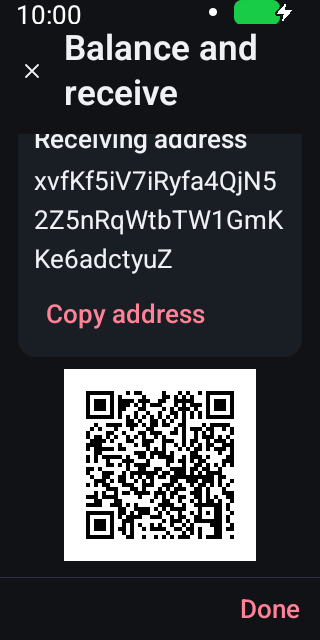 10:00
Balance and
receive
Receiving address
xvfKf5iV7iRyfa4QjN5
2Z5nRqWtbTW1GmK
Ke6adctyuZ
Copy address
Done